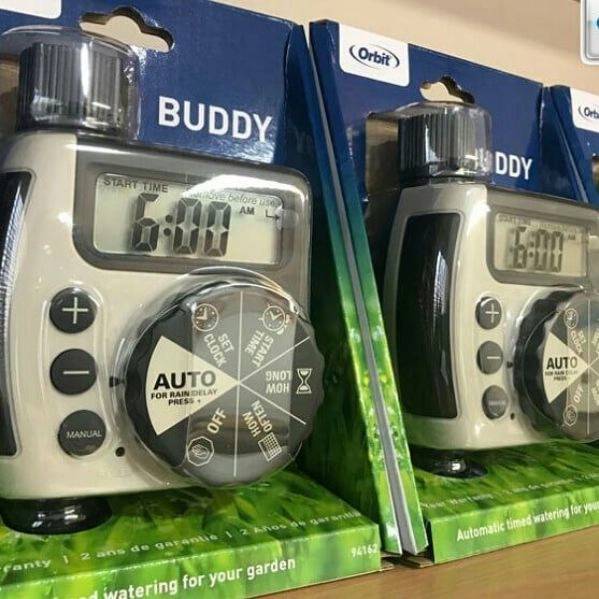 Orbit
BUDDY
START TIME
Remove before use
6:00 AM
SET CLOCK
START TIME
HOW LONG
HOW OFTEN
OFF
AUTO
FOR RAIN DELAY
PRESS +
+
−
MANUAL
2 ans de garantie | 2 Años de garantía
94162
watering for your garden
DDY
START TIME
6:00 AM
+
−
MANUAL
AUTO
FOR RAIN DELAY
PRESS +
Automatic timed watering for your